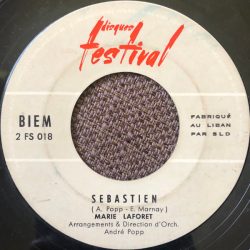 disques
festival
BIEM
2 FS 018
FABRIQUÉ
AU LIBAN
PAR SLD
SEBASTIEN
( A. Popp - E. Marnay )
MARIE LAFORET
Arrangements & Direction d'Orch.
André Popp